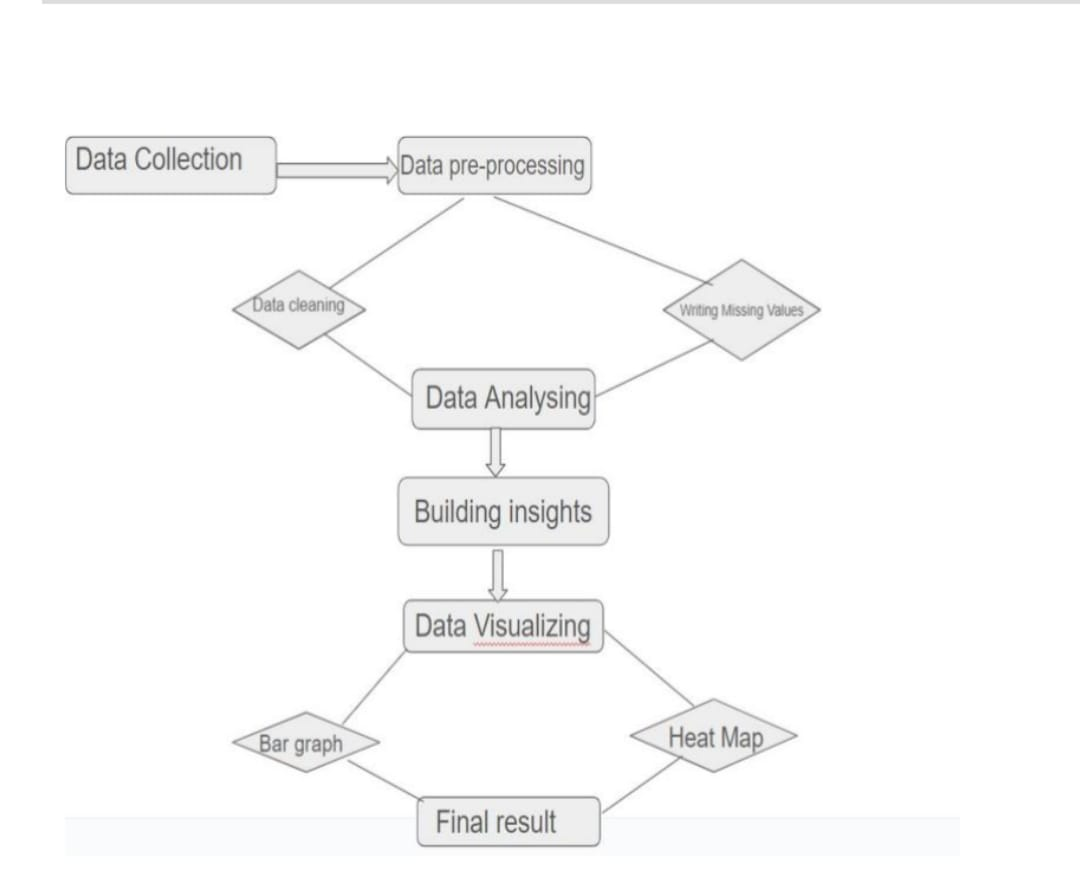 Data Collection
Data pre-processing
Data cleaning
Writing Missing Values
Data Analysing
Building insights
Data Visualizing
Bar graph
Heat Map
Final result